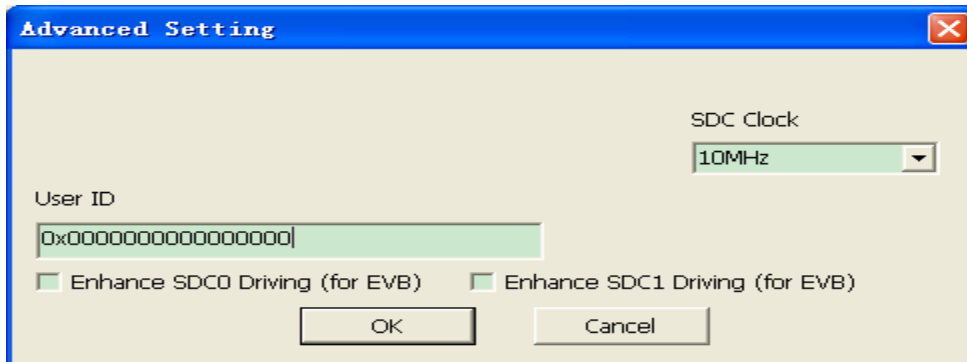 Advanced Setting
SDC Clock
10MHz
User ID
0x0000000000000000
Enhance SDC0 Driving (for EVB)
Enhance SDC1 Driving (for EVB)
OK
Cancel